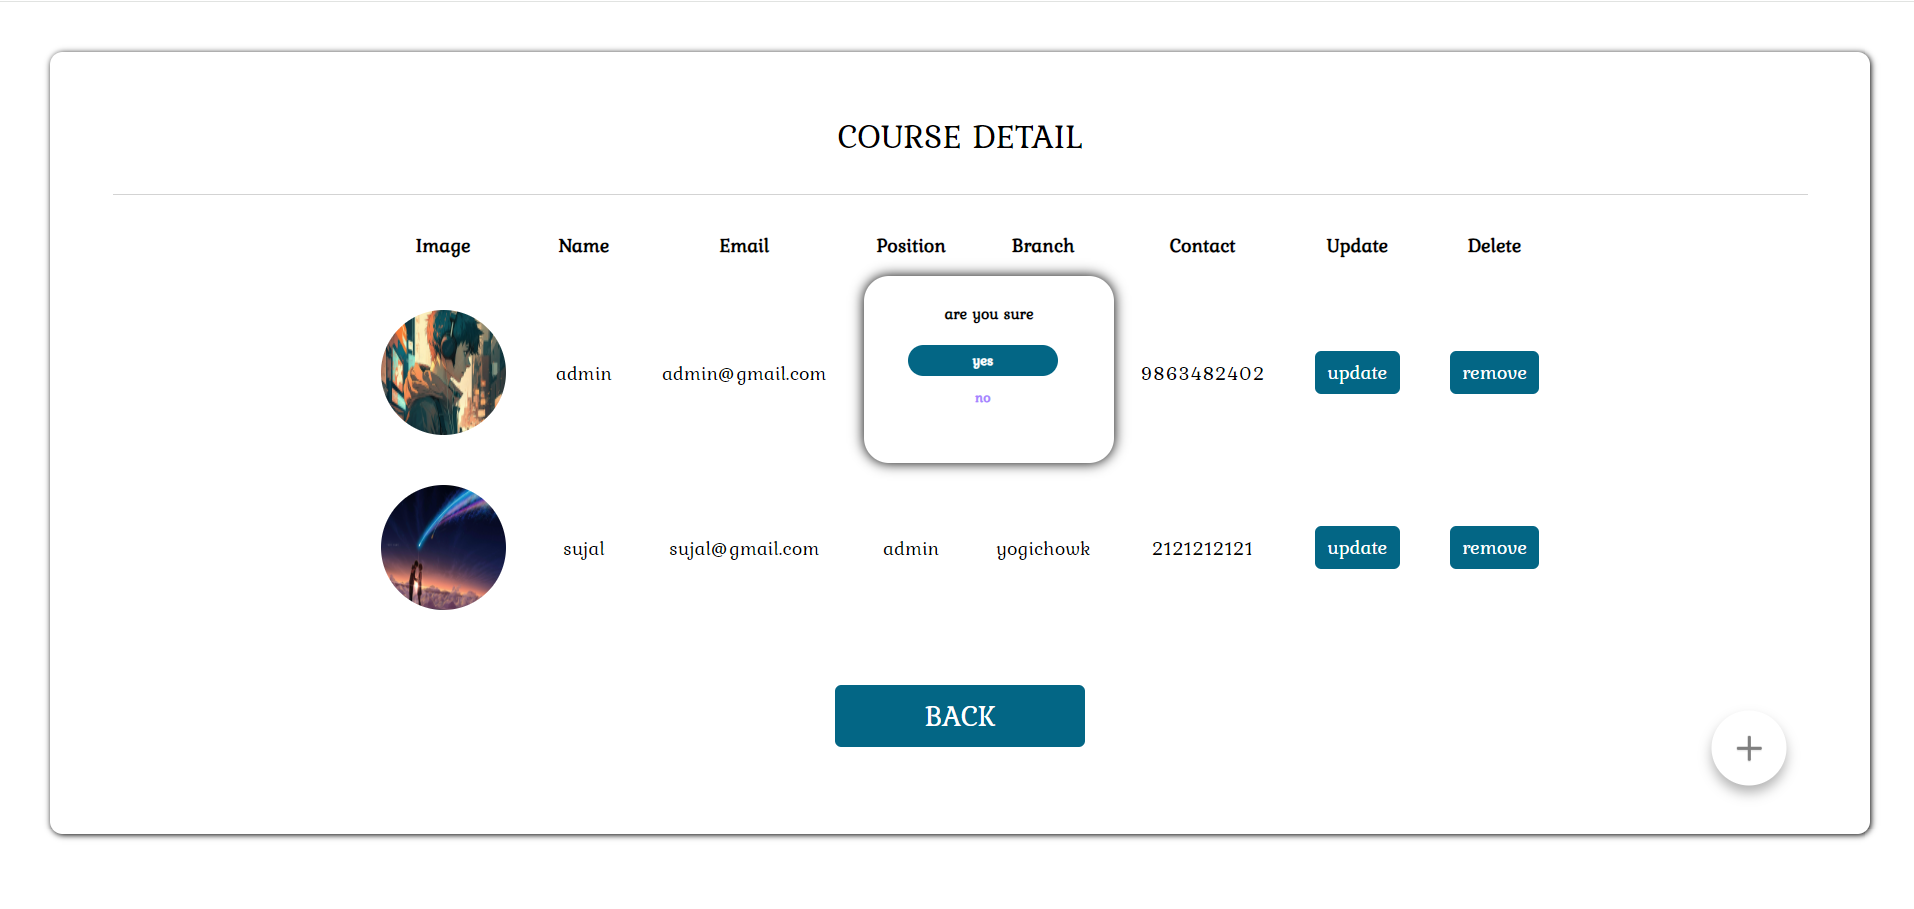 COURSE DETAIL
Image Name Email Position Branch Contact Update Delete
are you sure
yes
no
admin admin@gmail.com 9863482402 update remove
sujal sujal@gmail.com admin yogichowk 2121212121 update remove
BACK